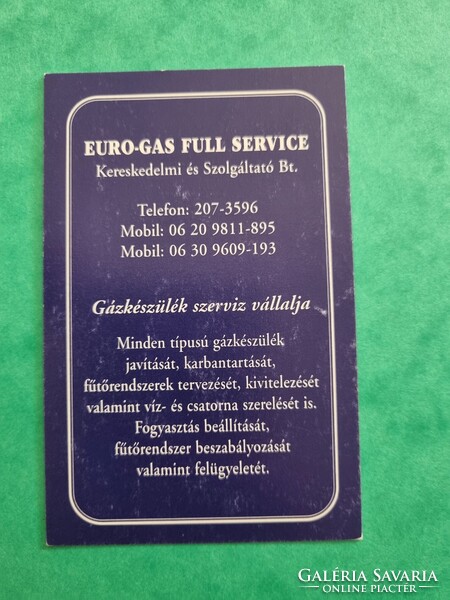 EURO-GAS FULL SERVICE
Kereskedelmi és Szolgáltató Bt.
Telefon: 207-3596
Mobil: 06 20 9811-895
Mobil: 06 30 9609-193
Gázkészülék szerviz vállalja
Minden típusú gázkészülék
javítását, karbantartását,
fűtőrendszerek tervezését, kivitelezését
valamint víz- és csatorna szerelését is.
Fogyasztás beállítását,
fűtőrendszer beszabályozását
valamint felügyeletét.
GALÉRIA SAVARIA
ONLINE PIACTÉR